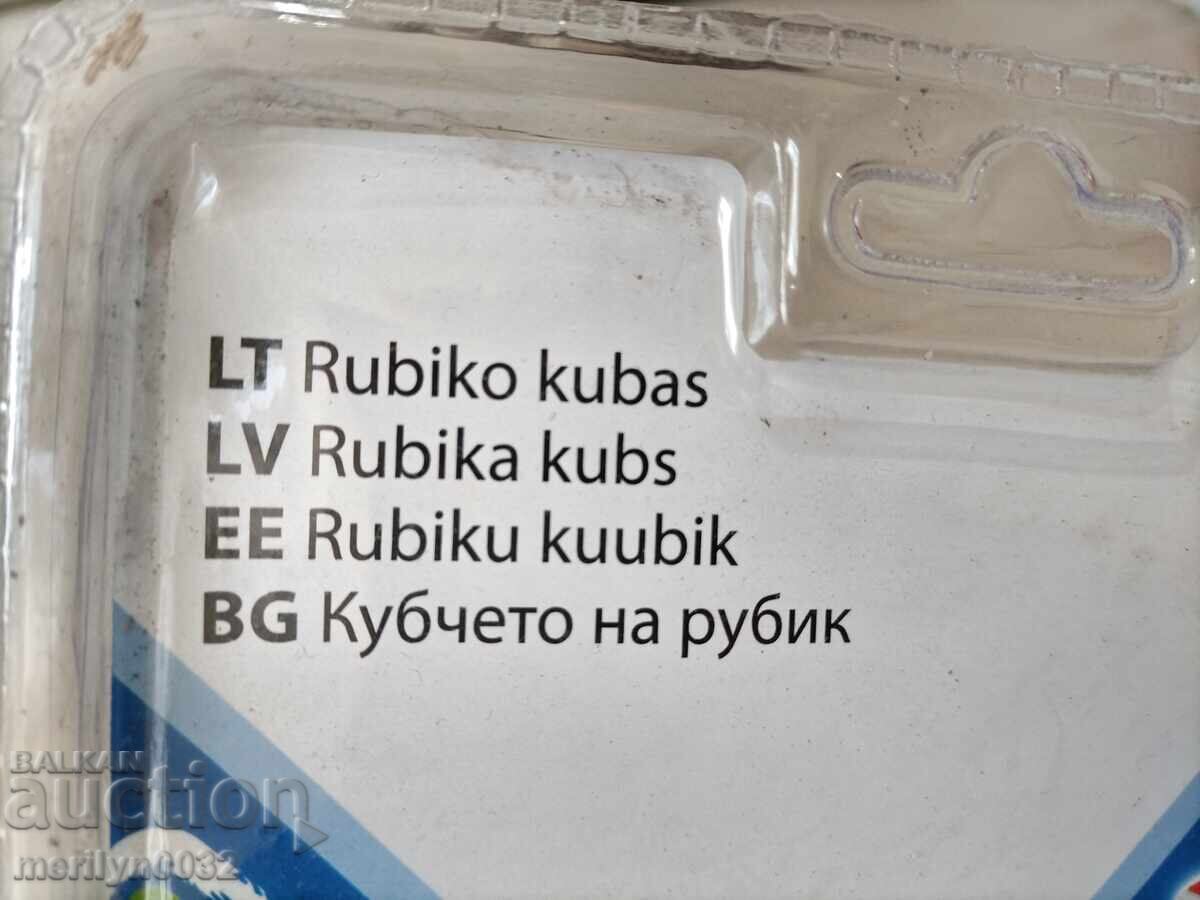 LT Rubiko kubas
LV Rubika kubs
EE Rubiku kuubik
BG Кубчето на рубик
BALKAN
auction
merilyn0032